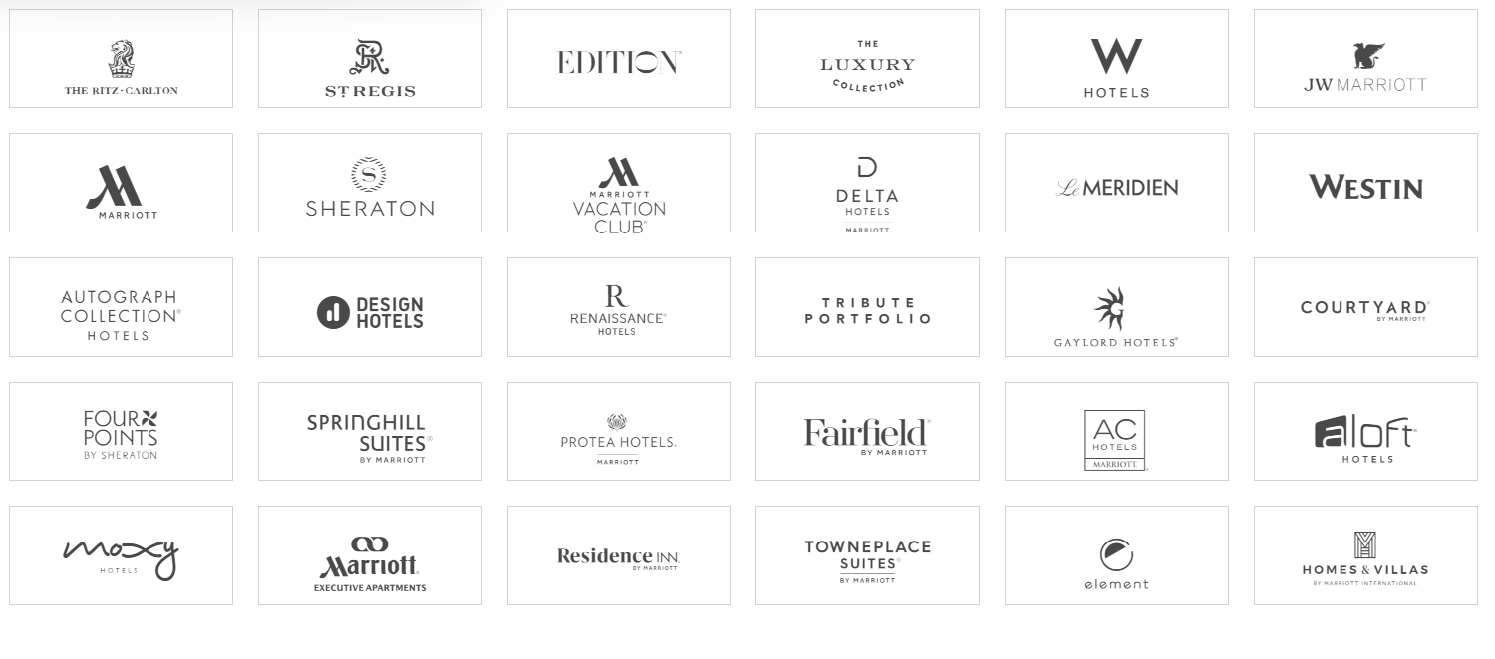 THE RITZ-CARLTON
ST REGIS
EDITION
THE
LUXURY
COLLECTION
W
HOTELS
JW MARRIOTT
MARRIOTT
S
SHERATON
MARRIOTT
VACATION
CLUB®
D
DELTA
HOTELS
MARRIOTT
Le MERIDIEN
WESTIN
AUTOGRAPH
COLLECTION®
HOTELS
DESIGN
HOTELS
R
RENAISSANCE®
HOTELS
TRIBUTE
PORTFOLIO
G
GAYLORD HOTELS®
COURTYARD®
BY MARRIOTT
FOUR
POINTS
BY SHERATON
SPRINGHILL
SUITES®
BY MARRIOTT
PROTEA HOTELS®
MARRIOTT
Fairfield®
BY MARRIOTT
AC
HOTELS
MARRIOTT®
aloft®
HOTELS
moxy
HOTELS
Marriott®
EXECUTIVE APARTMENTS
Residence INN®
BY MARRIOTT
TOWNEPLACE
SUITES®
BY MARRIOTT
element
HOMES & VILLAS
BY MARRIOTT INTERNATIONAL